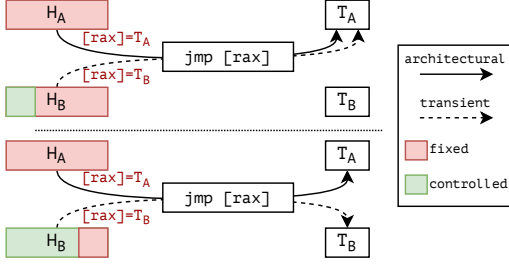 H_A
[rax]=T_A
jmp [rax]
T_A
[rax]=T_B
H_B
T_B
H_A
[rax]=T_A
jmp [rax]
T_A
[rax]=T_B
H_B
T_B
architectural
transient
fixed
controlled